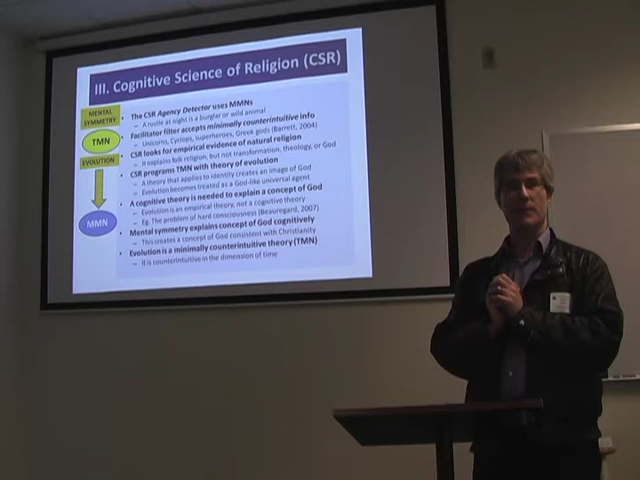 III. Cognitive Science of Religion (CSR)
MENTAL
SYMMETRY
TMN
EVOLUTION
MMN
• The CSR Agency Detector uses MMNs
– A rustle at night is a burglar or wild animal
• Facilitator filter accepts minimally counterintuitive info
– Unicorns, Cyclops, superheroes, Greek gods (Barrett, 2004)
• CSR looks for empirical evidence of natural religion
– It explains folk religion, but not transformation, theology, or God
• CSR programs TMN with theory of evolution
– A theory that applies to identity creates an image of God
– Evolution becomes treated as a God-like universal agent
• A cognitive theory is needed to explain a concept of God
– Evolution is an empirical theory, not a cognitive theory
– Eg. The problem of hard consciousness (Beauregard, 2007)
• Mental symmetry explains concept of God cognitively
– This creates a concept of God consistent with Christianity
• Evolution is a minimally counterintuitive theory (TMN)
– It is counterintuitive in the dimension of time